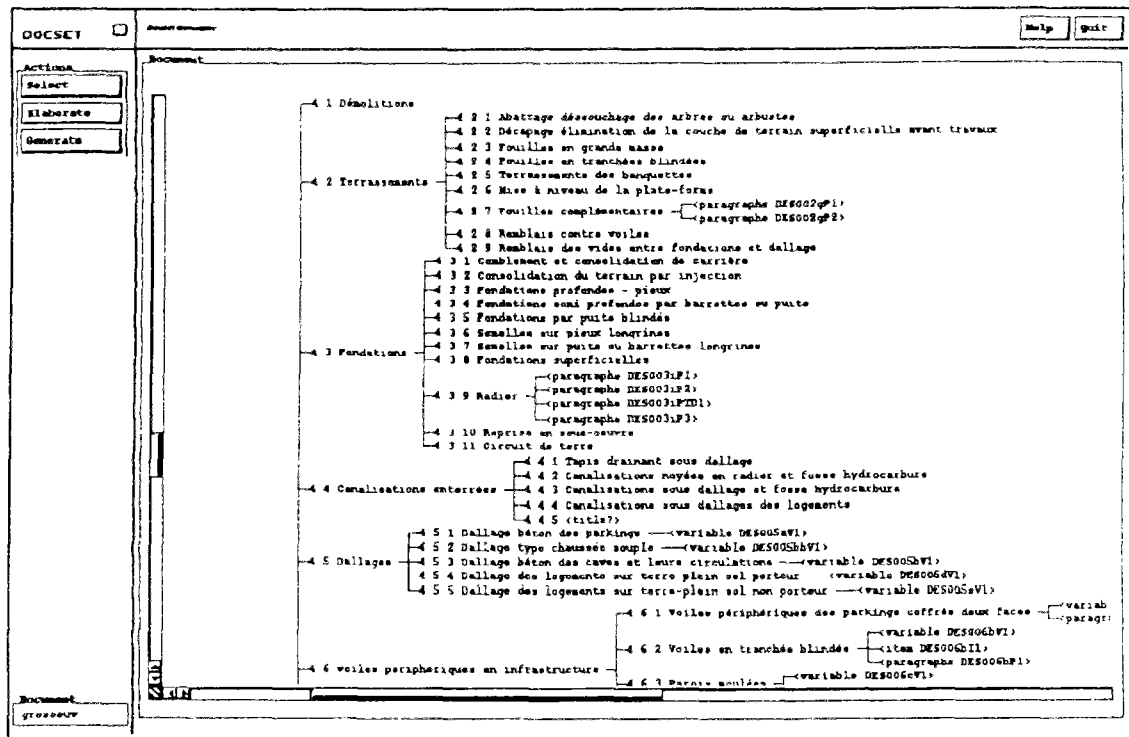 DOCSET
Help
Quit
Actions
Select
Elaborate
Generate
Document
4 1 Démolitions
4 2 Terrassements
4 2 1 Abattage déssouchage des arbres ou arbustes
4 2 2 Décapage élimination de la couche de terrain superficielle avant travaux
4 2 3 Fouilles en grande masse
4 2 4 Fouilles en tranchées blindées
4 2 5 Terrassements des banquettes
4 2 6 Mise à niveau de la plate-forme
4 2 7 Fouilles complémentaires
<paragraphe DES002gP1>
<paragraphe DES002gP2>
4 2 8 Remblais contre voiles
4 2 9 Remblais des vides entre fondations et dallage
4 3 Fondations
4 3 1 Comblement et consolidation de carrière
4 3 2 Consolidation du terrain par injection
4 3 3 Fondations profondes - pieux
4 3 4 Fondations semi profondes par barrettes ou puits
4 3 5 Fondations par puits blindés
4 3 6 Semelles sur pieux longrines
4 3 7 Semelles sur puits ou barrettes longrines
4 3 8 Fondations superficielles
4 3 9 Radier
<paragraphe DES003iP1>
<paragraphe DES003iP2>
<paragraphe DES003iPTD1>
<paragraphe DES003iP3>
4 3 10 Reprise en sous-oeuvre
4 3 11 Circuit de terre
4 4 Canalisations enterrées
4 4 1 Tapis drainant sous dallage
4 4 2 Canalisations noyées en radier et fosse hydrocarbure
4 4 3 Canalisations sous dallage et fosse hydrocarbure
4 4 4 Canalisations sous dallages des logements
4 4 5 <title?>
4 5 Dallages
4 5 1 Dallage béton des parkings <variable DES005aV1>
4 5 2 Dallage type chaussée souple <variable DES005bbV1>
4 5 3 Dallage béton des caves et leurs circulations <variable DES005bV1>
4 5 4 Dallage des logements sur terre plein sol porteur <variable DES005dV1>
4 5 5 Dallage des logements sur terre-plein sol non porteur <variable DES005eV1>
4 6 voiles periphériques en infrastructure
4 6 1 Voiles périphériques des parkings coffrés deux faces
<variab
<paragr
4 6 2 Voiles en tranchée blindée
<variable DES006bV1>
<item DES006bI1>
<paragraphe DES006bP1>
4 6 3 Parois moulées
<variable DES006cV1>
Document
grosoeuv